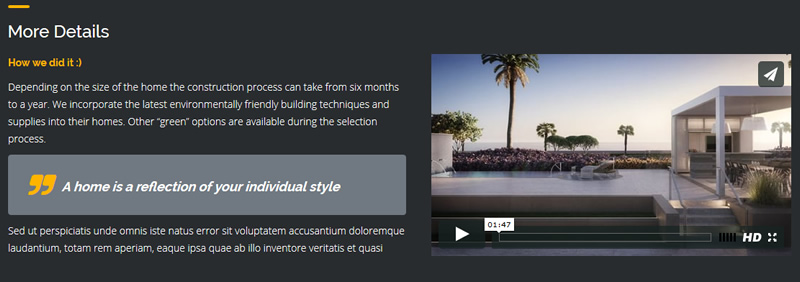 More Details
How we did it :)
Depending on the size of the home the construction process can take from six months
to a year. We incorporate the latest environmentally friendly building techniques and
supplies into their homes. Other “green” options are available during the selection
process.
A home is a reflection of your individual style
Sed ut perspiciatis unde omnis iste natus error sit voluptatem accusantium doloremque
laudantium, totam rem aperiam, eaque ipsa quae ab illo inventore veritatis et quasi
01:47
HD